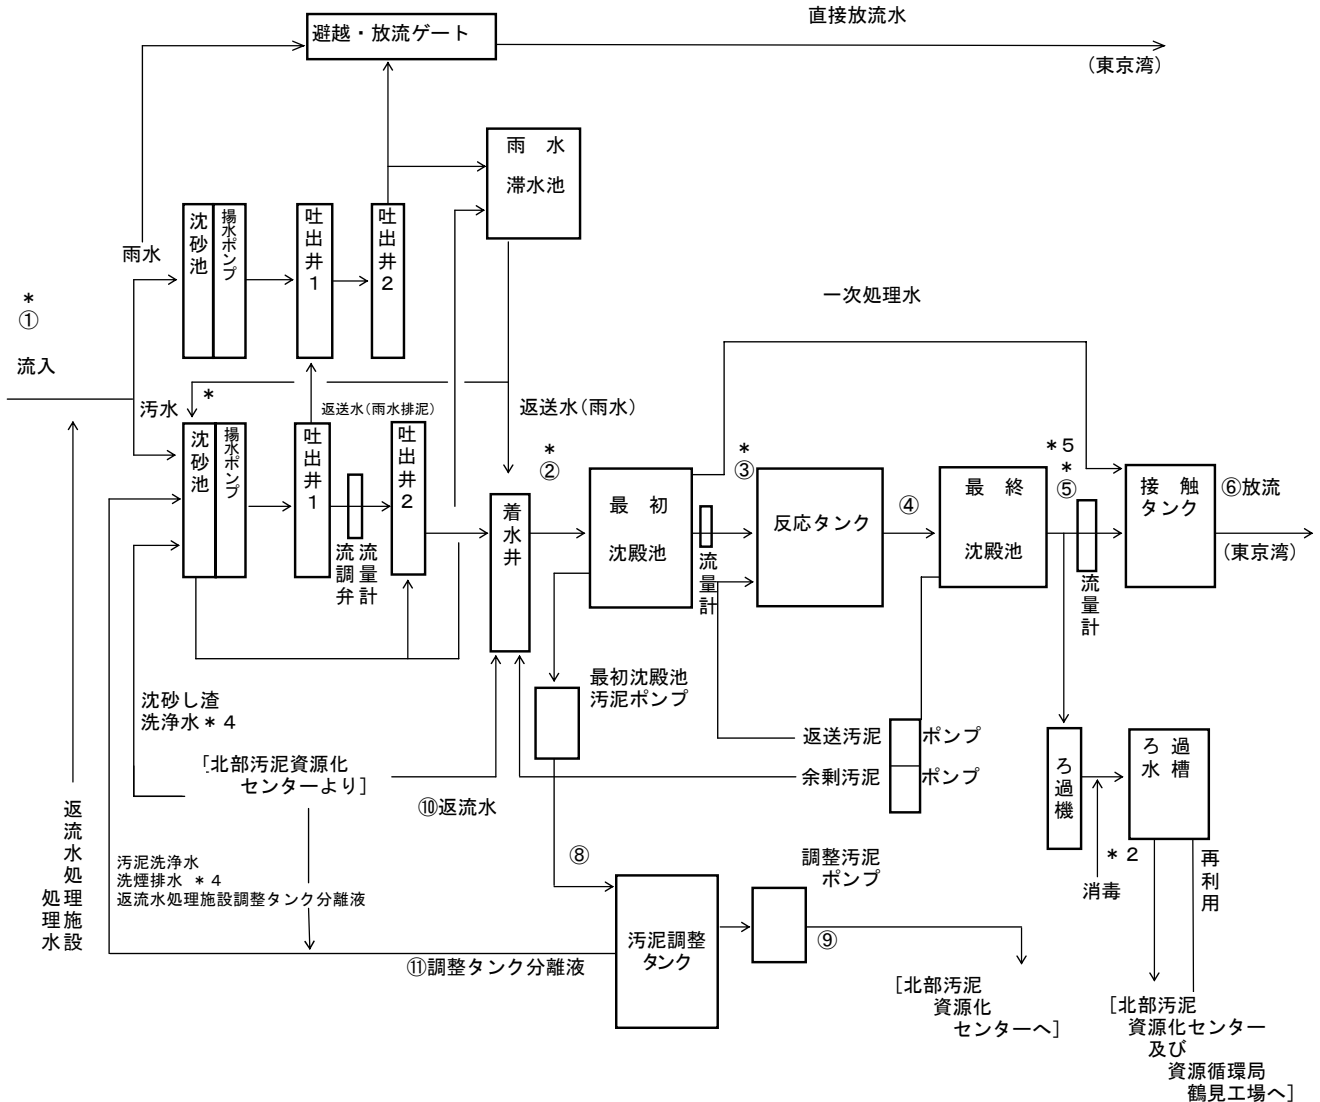 直接放流水
避越・放流ゲート
(東京湾)
雨 水
滞水池
沈砂池
揚水ポンプ
吐出井1
吐出井2
雨水
*
①
流入
一次処理水
汚水
*
返送水(雨水排泥)
返送水(雨水)
沈砂池
揚水ポンプ
吐出井1
吐出井2
流調弁
流量計
*
②
着水井
最 初
沈殿池
*
③
流量計
反応タンク
④
最 終
沈殿池
*5
*
⑤
流量計
接 触
タンク
⑥放流
(東京湾)
沈砂し渣
洗浄水*4
最初沈殿池
汚泥ポンプ
返送汚泥
ポンプ
余剰汚泥
ポンプ
ろ過機
ろ 過
水 槽
[北部汚泥資源化
センターより]
⑩返流水
返流水処理施設
処理水
汚泥洗浄水
洗煙排水 *4
返流水処理施設調整タンク分離液
⑧
調整汚泥
ポンプ
*2
消毒
再利用
汚泥調整
タンク
⑨
⑪調整タンク分離液
[北部汚泥
資源化
センターへ]
[北部汚泥
資源化センター
及び
資源循環局
鶴見工場へ]